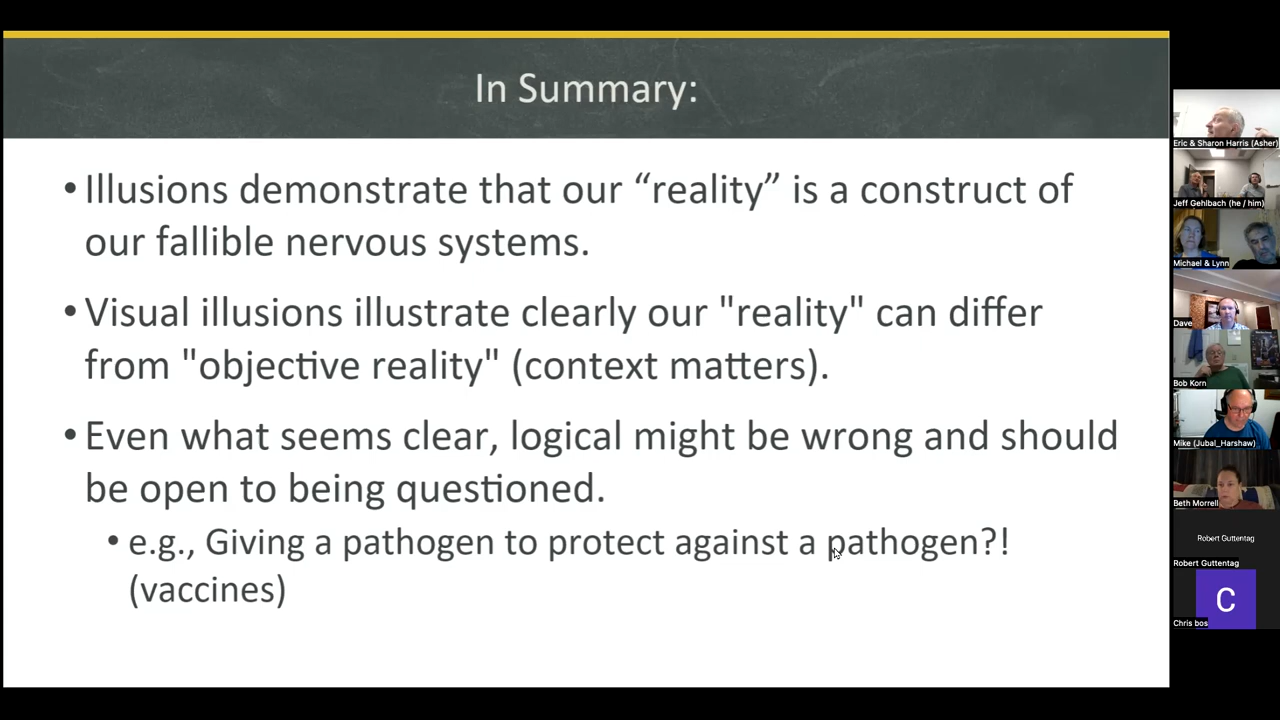 In Summary:
•Illusions demonstrate that our “reality” is a construct of
our fallible nervous systems.
•Visual illusions illustrate clearly our "reality" can differ
from "objective reality" (context matters).
•Even what seems clear, logical might be wrong and should
be open to being questioned.
• e.g., Giving a pathogen to protect against a pathogen?!
(vaccines)
Eric & Sharon Harris (Asher)
Jeff Gehlbach (he / him)
Michael & Lynn
Dave
Bob Korn
Mike (Jubal_Harshaw)
Beth Morrell
Robert Guttentag
Robert Guttentag
C
Chris bos